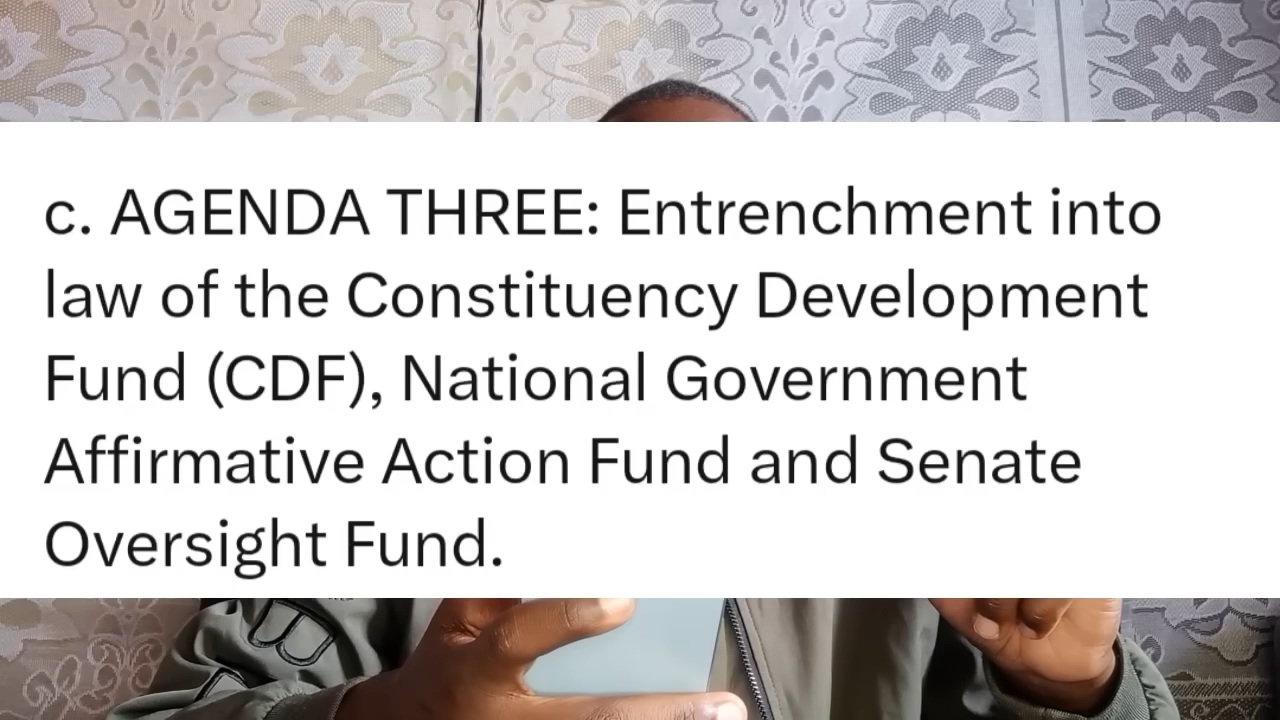 c. AGENDA THREE: Entrenchment into
law of the Constituency Development
Fund (CDF), National Government
Affirmative Action Fund and Senate
Oversight Fund.